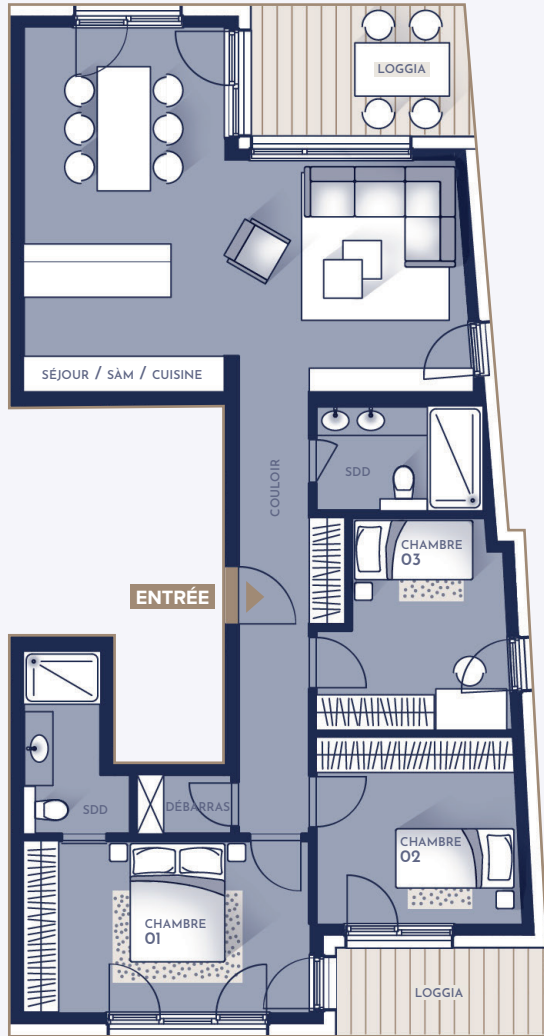 LOGGIA
SÉJOUR / SÀM / CUISINE
COULOIR
SDD
CHAMBRE
03
ENTRÉE
SDD
DÉBARRAS
CHAMBRE
02
CHAMBRE
01
LOGGIA